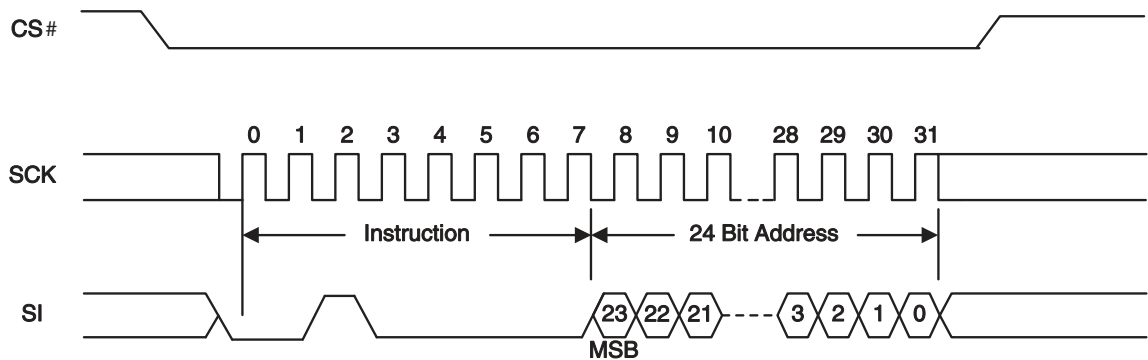 CS#
0 1 2 3 4 5 6 7 8 9 10 28 29 30 31
SCK
Instruction 24 Bit Address
SI 23 22 21 3 2 1 0
MSB